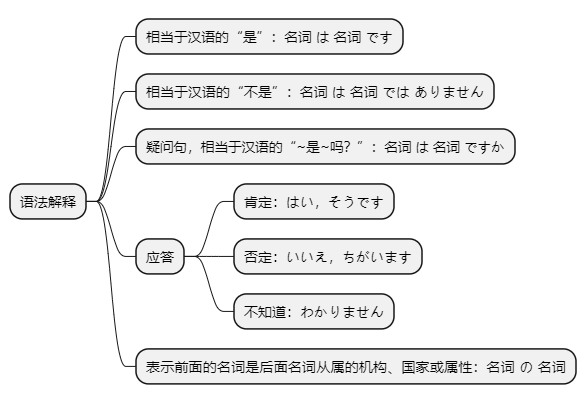 相当于汉语的“是”：名词 は 名词 です
相当于汉语的“不是”：名词 は 名词 では ありません
疑问句，相当于汉语的“~是~吗？”：名词 は 名词 ですか
语法解释
应答
肯定：はい，そうです
否定：いいえ，ちがいます
不知道：わかりません
表示前面的名词是后面名词从属的机构、国家或属性：名词 の 名词